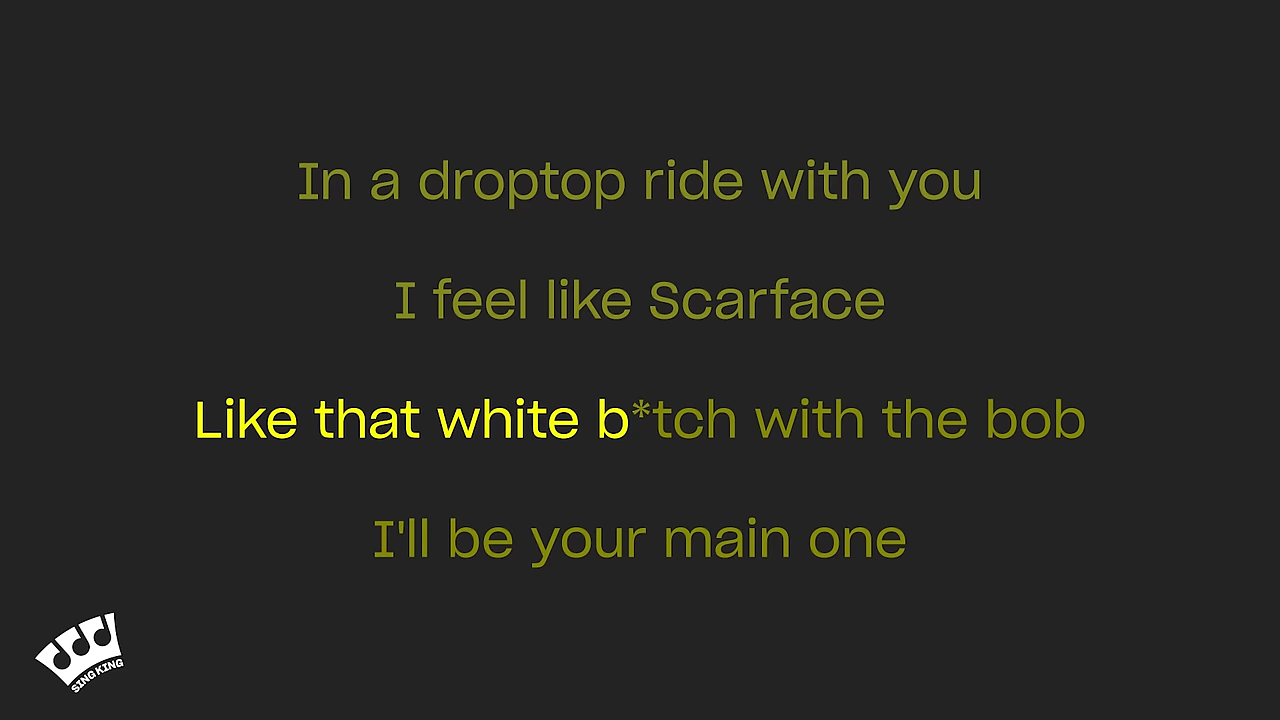 In a droptop ride with you
I feel like Scarface
Like that white b*tch with the bob
I'll be your main one
SING KING